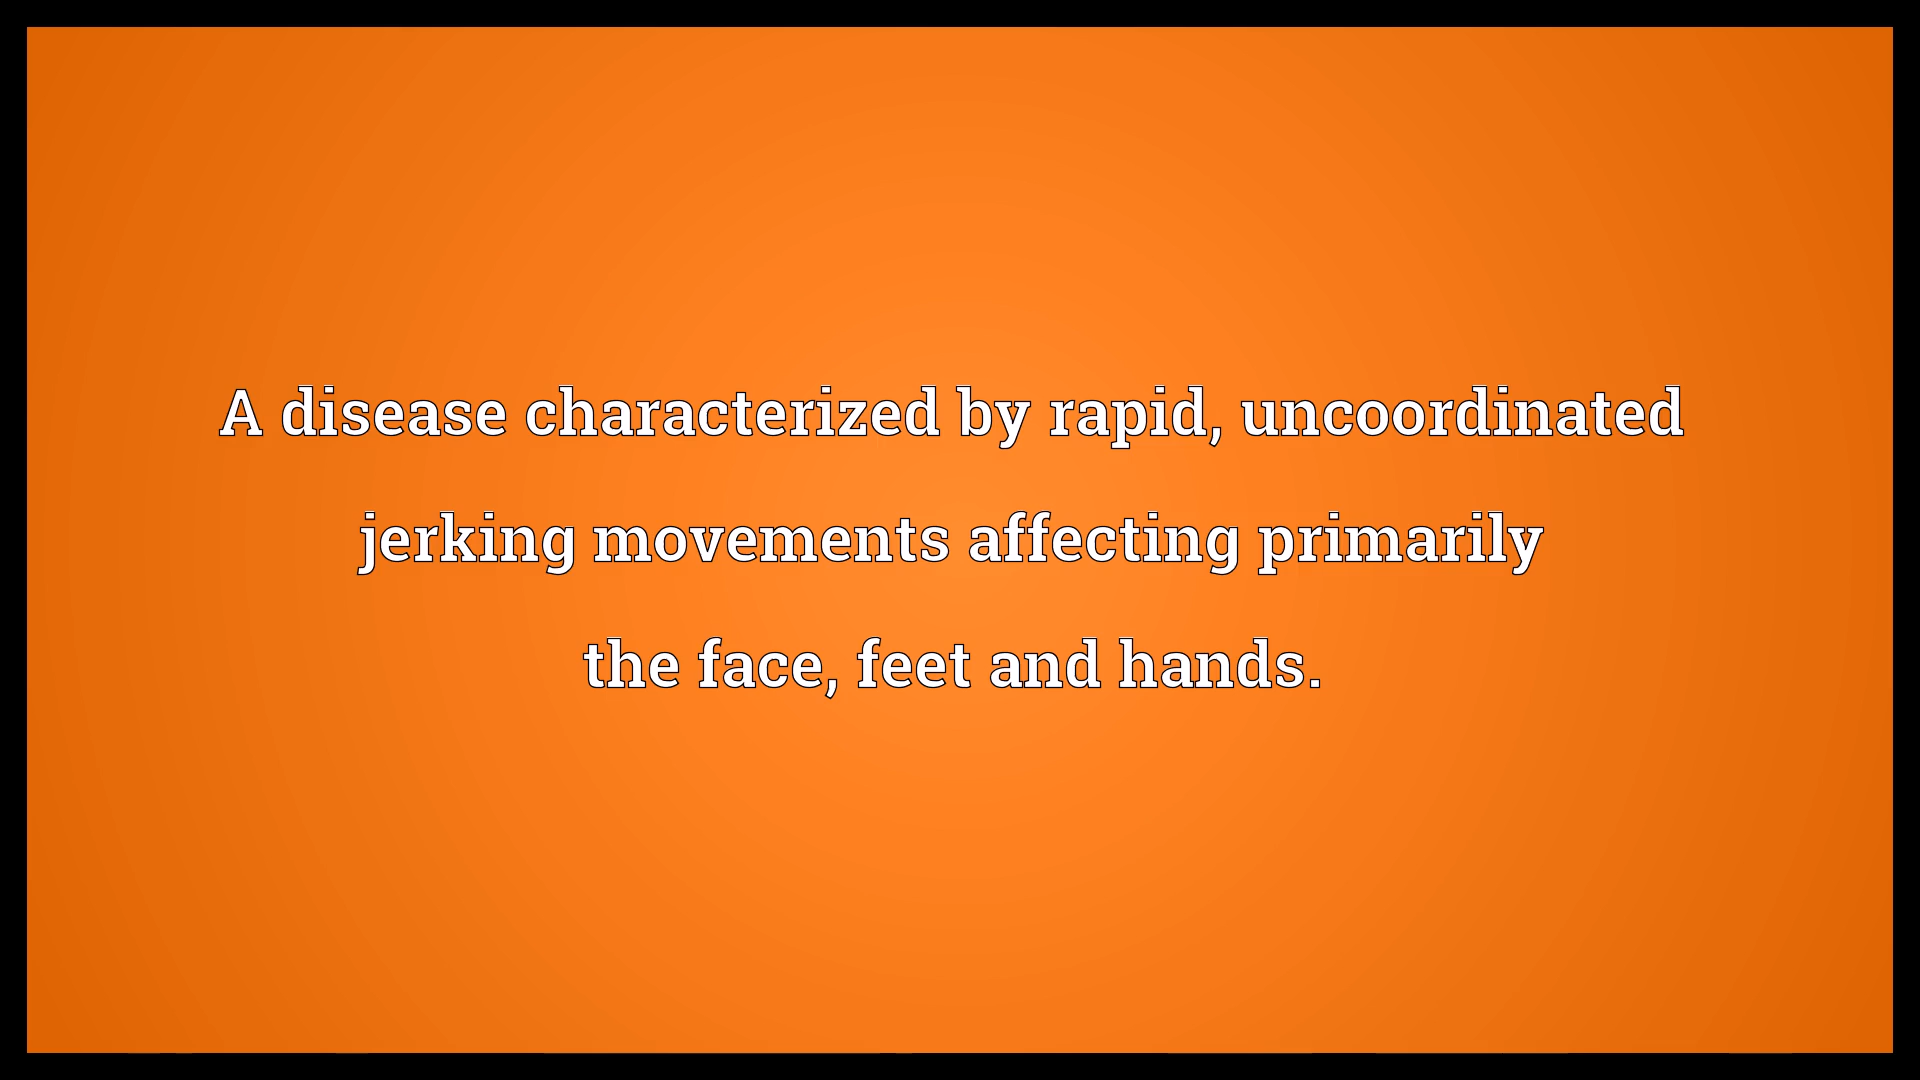 A disease characterized by rapid, uncoordinated
jerking movements affecting primarily
the face, feet and hands.